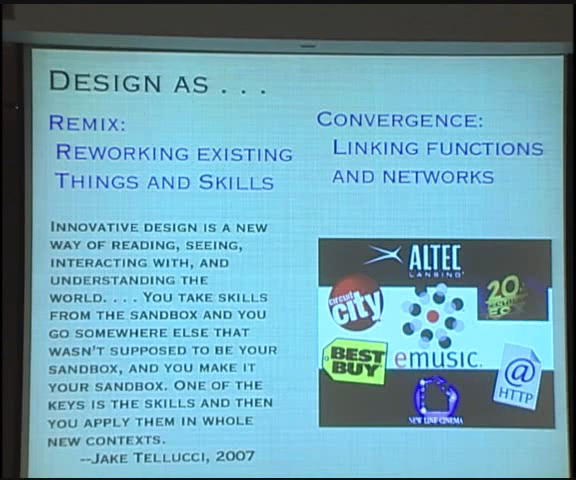 DESIGN AS . . .
REMIX:
REWORKING EXISTING
THINGS AND SKILLS
CONVERGENCE:
LINKING FUNCTIONS
AND NETWORKS
INNOVATIVE DESIGN IS A NEW
WAY OF READING, SEEING,
INTERACTING WITH, AND
UNDERSTANDING THE
WORLD. . . . YOU TAKE SKILLS
FROM THE SANDBOX AND YOU
GO SOMEWHERE ELSE THAT
WASN'T SUPPOSED TO BE YOUR
SANDBOX, AND YOU MAKE IT
YOUR SANDBOX. ONE OF THE
KEYS IS THE SKILLS AND THEN
YOU APPLY THEM IN WHOLE
NEW CONTEXTS.
--JAKE TELLUCCI, 2007
ALTEC
LANSING
circuit
city
20
FOX
emusic.
BEST
BUY
@
HTTP
NEW LINE CINEMA